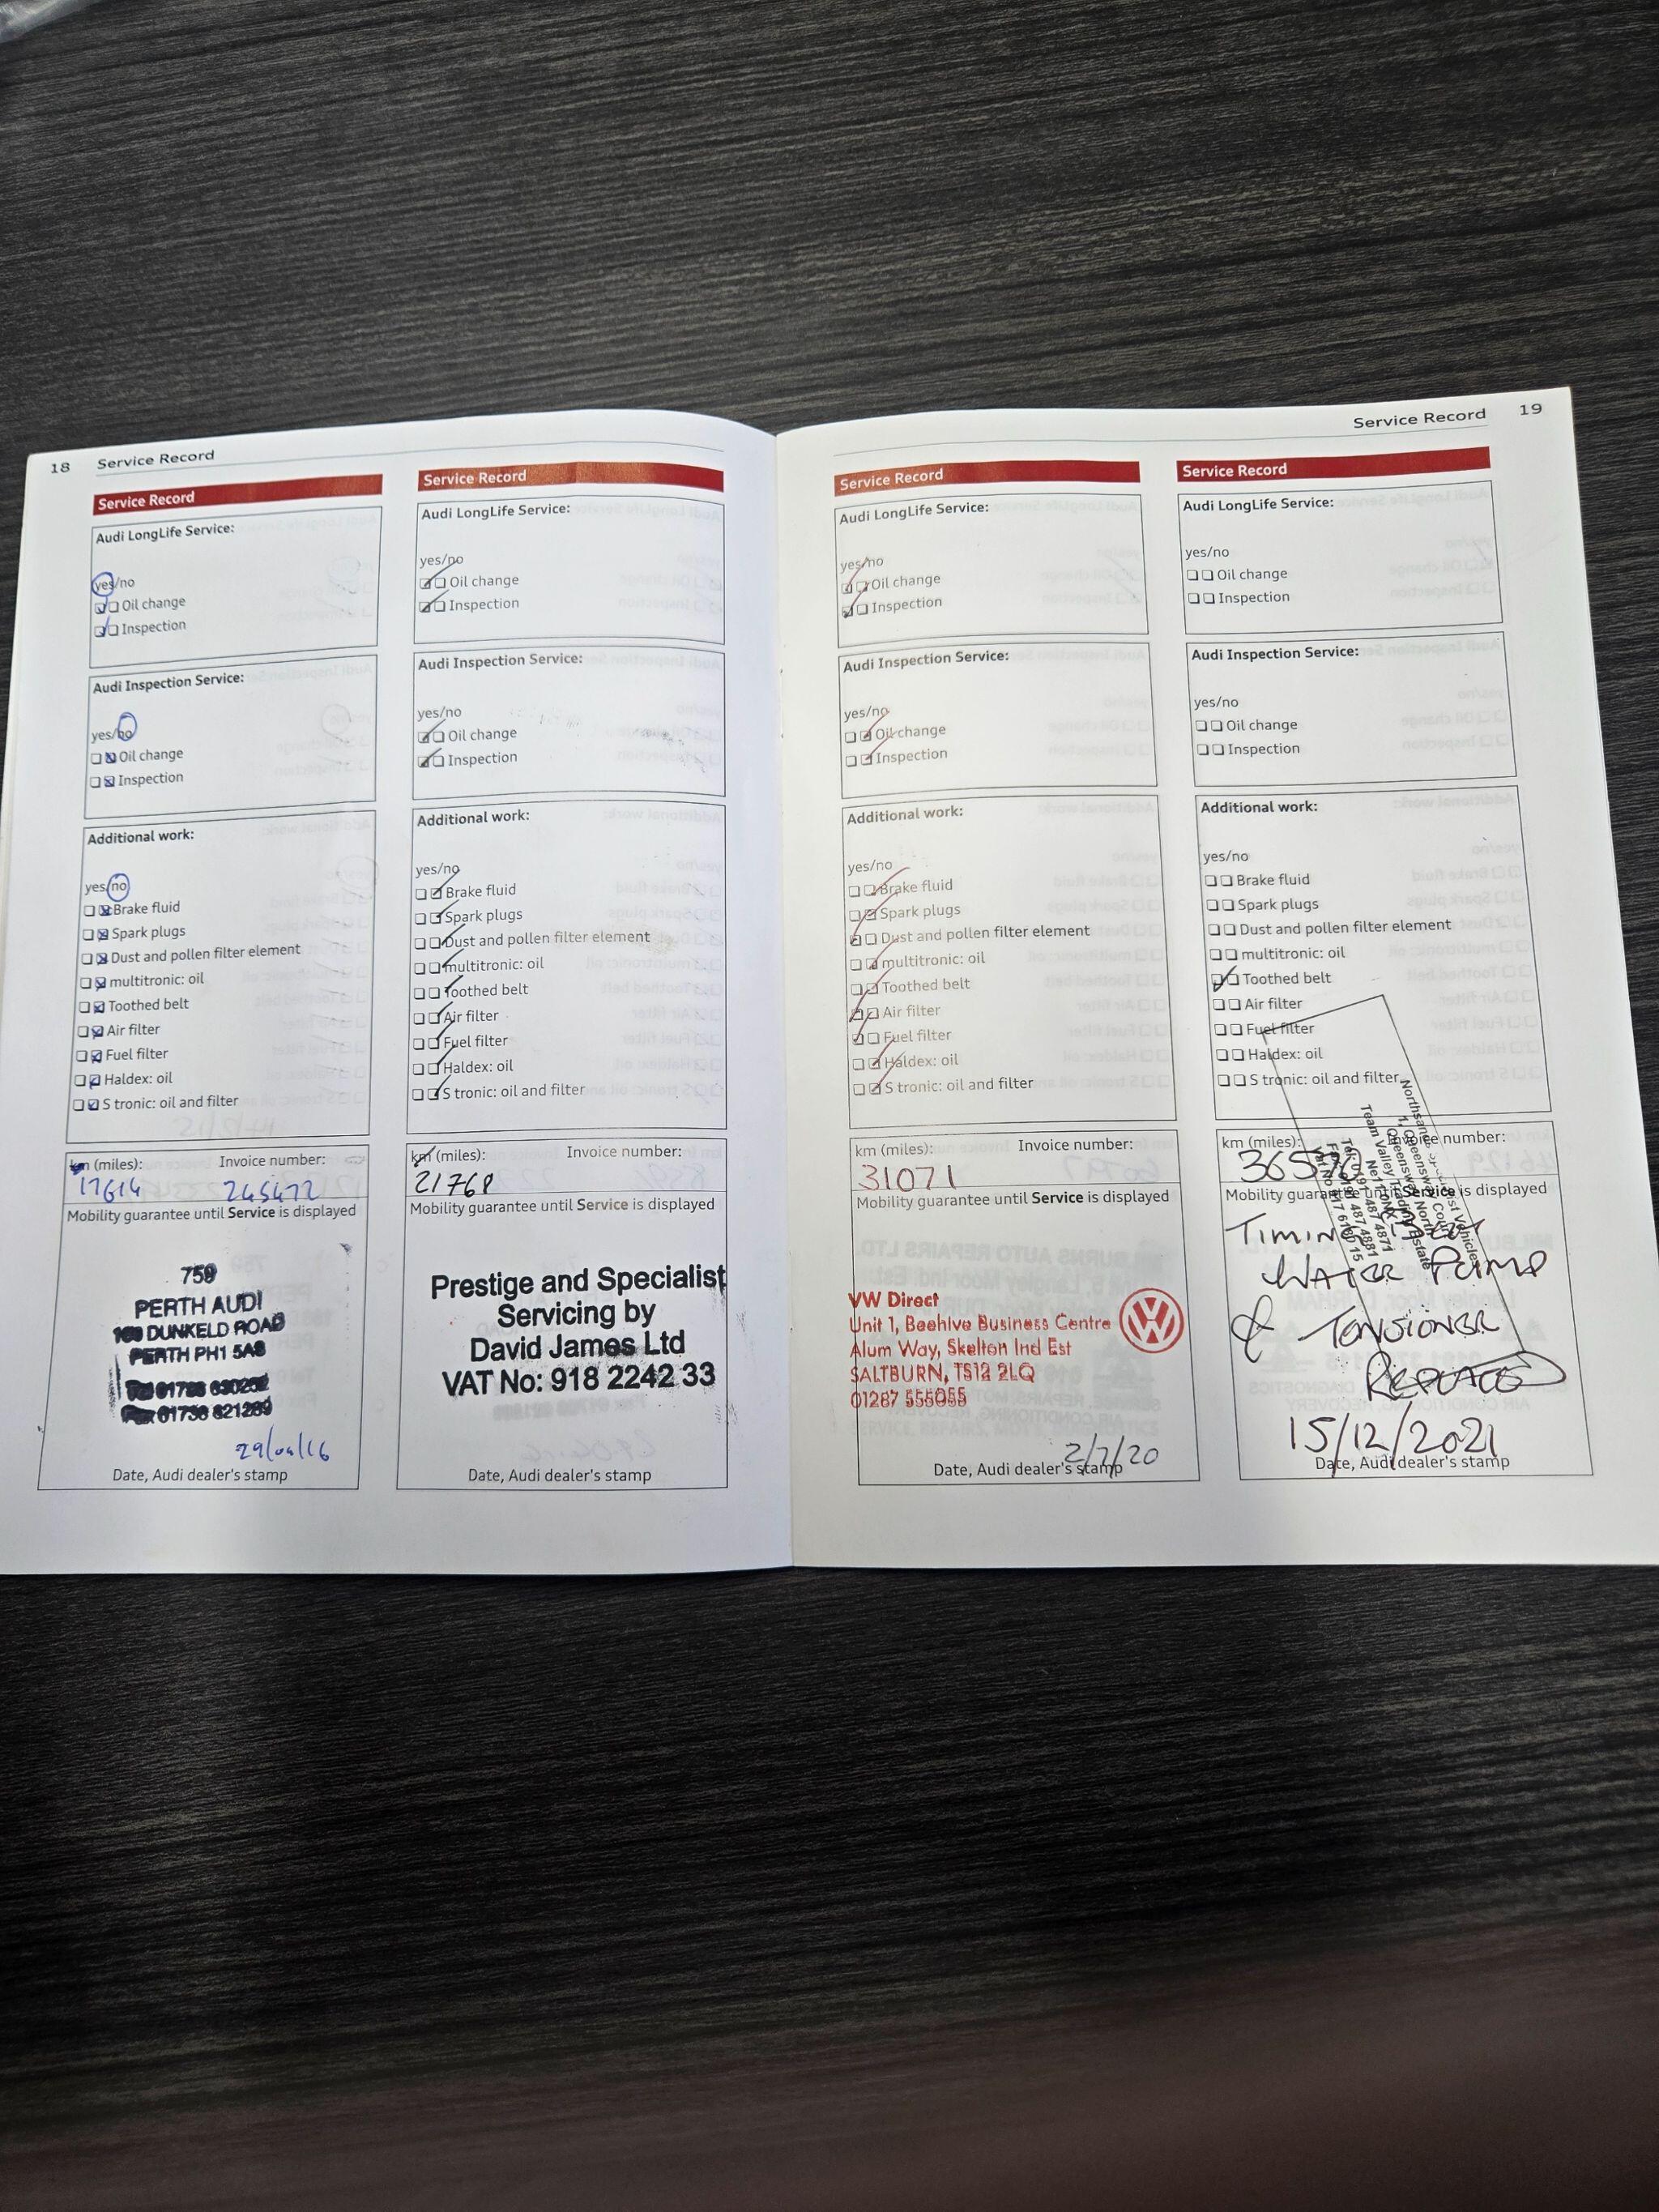 18 Service Record
Service Record
Audi LongLife Service:
yes/no
Oil change
Inspection
Audi Inspection Service:
yes/no
Oil change
Inspection
Additional work:
yes/no
Brake fluid
Spark plugs
Dust and pollen filter element
multitronic: oil
Toothed belt
Air filter
Fuel filter
Haldex: oil
S tronic: oil and filter
km (miles): Invoice number:
17614 245472
Mobility guarantee until Service is displayed
759
PERTH AUDI
DUNKELD ROAD
PERTH PH1 5A8
29/04/16
Date, Audi dealer's stamp
Service Record
Audi LongLife Service:
yes/no
Oil change
Inspection
Audi Inspection Service:
yes/no
Oil change
Inspection
Additional work:
yes/no
Brake fluid
Spark plugs
Dust and pollen filter element
multitronic: oil
Toothed belt
Air filter
Fuel filter
Haldex: oil
S tronic: oil and filter
km (miles): Invoice number:
21768
Mobility guarantee until Service is displayed
Prestige and Specialist
Servicing by
David James Ltd
VAT No: 918 2242 33
Date, Audi dealer's stamp
Service Record 19
Service Record
Audi LongLife Service:
yes/no
Oil change
Inspection
Audi Inspection Service:
yes/no
Oil change
Inspection
Additional work:
yes/no
Brake fluid
Spark plugs
Dust and pollen filter element
multitronic: oil
Toothed belt
Air filter
Fuel filter
Haldex: oil
S tronic: oil and filter
km (miles): Invoice number:
31071
Mobility guarantee until Service is displayed
VW Direct
Unit 1, Beehive Business Centre
Alum Way, Skelton Ind Est
SALTBURN, TS12 2LQ
01287 555055
2/7/20
Date, Audi dealer's stamp
Service Record
Audi LongLife Service:
yes/no
Oil change
Inspection
Audi Inspection Service:
yes/no
Oil change
Inspection
Additional work:
yes/no
Brake fluid
Spark plugs
Dust and pollen filter element
multitronic: oil
Toothed belt
Air filter
Fuel filter
Haldex: oil
S tronic: oil and filter
km (miles): Invoice number:
Mobility guarantee until Service is displayed
Vehicles
Queensway North
Team Valley Trading Estate
TIMING BELT
WATER PUMP
& TENSIONER
REPLACED
15/12/2021
Date, Audi dealer's stamp